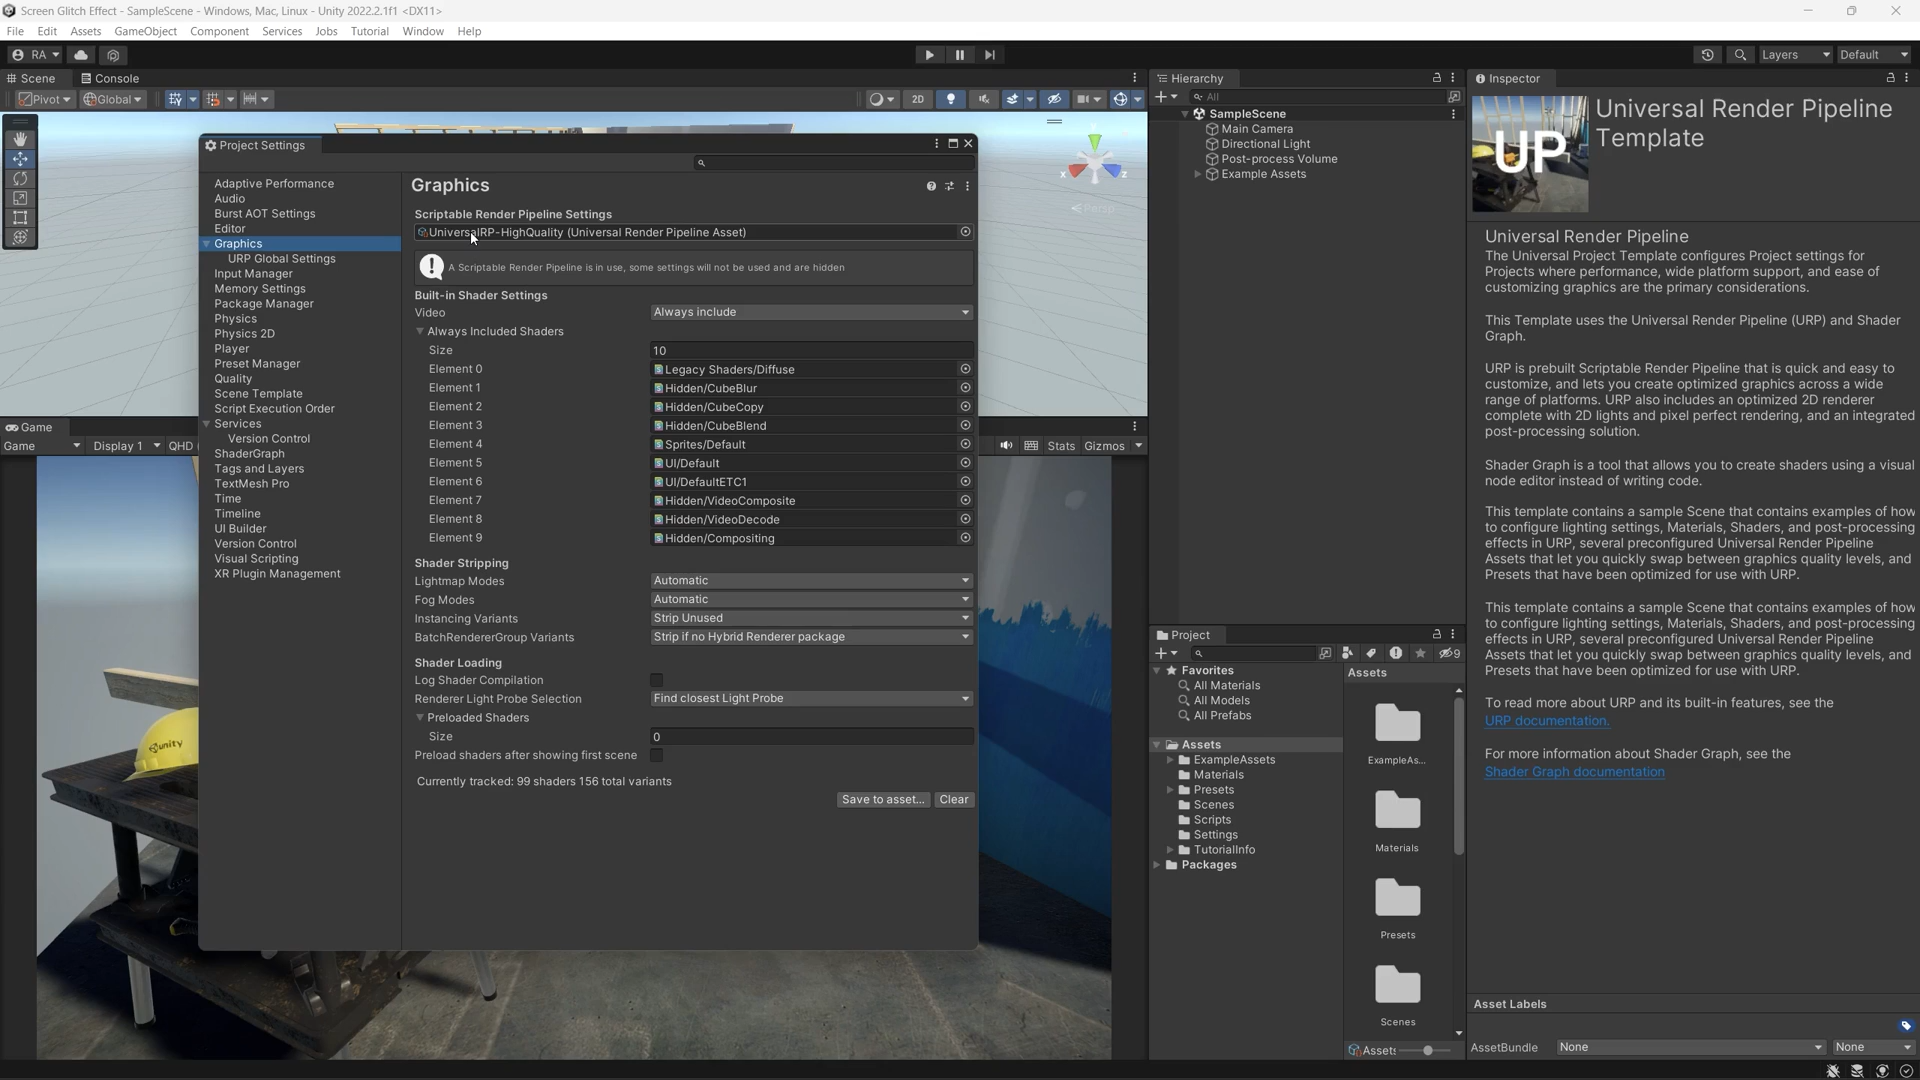 Screen Glitch Effect - SampleScene - Windows, Mac, Linux - Unity 2022.2.1f1 <DX11>
File Edit Assets GameObject Component Services Jobs Tutorial Window Help
RA
Layers
Default
Scene
Console
Pivot
Global
2D
x
y
z
Persp
Project Settings
Adaptive Performance
Audio
Burst AOT Settings
Editor
Graphics
URP Global Settings
Input Manager
Memory Settings
Package Manager
Physics
Physics 2D
Player
Preset Manager
Quality
Scene Template
Script Execution Order
Services
Version Control
ShaderGraph
Tags and Layers
TextMesh Pro
Time
Timeline
UI Builder
Version Control
Visual Scripting
XR Plugin Management
Graphics
Scriptable Render Pipeline Settings
UniversalRP-HighQuality (Universal Render Pipeline Asset)
A Scriptable Render Pipeline is in use, some settings will not be used and are hidden
Built-in Shader Settings
Video Always include
Always Included Shaders
Size 10
Element 0 Legacy Shaders/Diffuse
Element 1 Hidden/CubeBlur
Element 2 Hidden/CubeCopy
Element 3 Hidden/CubeBlend
Element 4 Sprites/Default
Element 5 UI/Default
Element 6 UI/DefaultETC1
Element 7 Hidden/VideoComposite
Element 8 Hidden/VideoDecode
Element 9 Hidden/Compositing
Shader Stripping
Lightmap Modes Automatic
Fog Modes Automatic
Instancing Variants Strip Unused
BatchRendererGroup Variants Strip if no Hybrid Renderer package
Shader Loading
Log Shader Compilation
Renderer Light Probe Selection Find closest Light Probe
Preloaded Shaders
Size 0
Preload shaders after showing first scene
Currently tracked: 99 shaders 156 total variants
Save to asset... Clear
Game
Game Display 1 QHD
Stats Gizmos
unity
Hierarchy
All
SampleScene
Main Camera
Directional Light
Post-process Volume
Example Assets
Project
9
Favorites
All Materials
All Models
All Prefabs
Assets
ExampleAssets
Materials
Presets
Scenes
Scripts
Settings
TutorialInfo
Packages
Assets
ExampleAs...
Materials
Presets
Scenes
Assets
Inspector
UP
Universal Render Pipeline
Template
Universal Render Pipeline
The Universal Project Template configures Project settings for
Projects where performance, wide platform support, and ease of
customizing graphics are the primary considerations.
This Template uses the Universal Render Pipeline (URP) and Shader
Graph.
URP is prebuilt Scriptable Render Pipeline that is quick and easy to
customize, and lets you create optimized graphics across a wide
range of platforms. URP also includes an optimized 2D renderer
complete with 2D lights and pixel perfect rendering, and an integrated
post-processing solution.
Shader Graph is a tool that allows you to create shaders using a visual
node editor instead of writing code.
This template contains a sample Scene that contains examples of how
to configure lighting settings, Materials, Shaders, and post-processing
effects in URP, several preconfigured Universal Render Pipeline
Assets that let you quickly swap between graphics quality levels, and
Presets that have been optimized for use with URP.
This template contains a sample Scene that contains examples of how
to configure lighting settings, Materials, Shaders, and post-processing
effects in URP, several preconfigured Universal Render Pipeline
Assets that let you quickly swap between graphics quality levels, and
Presets that have been optimized for use with URP.
To read more about URP and its built-in features, see the
URP documentation.
For more information about Shader Graph, see the
Shader Graph documentation
Asset Labels
AssetBundle None None